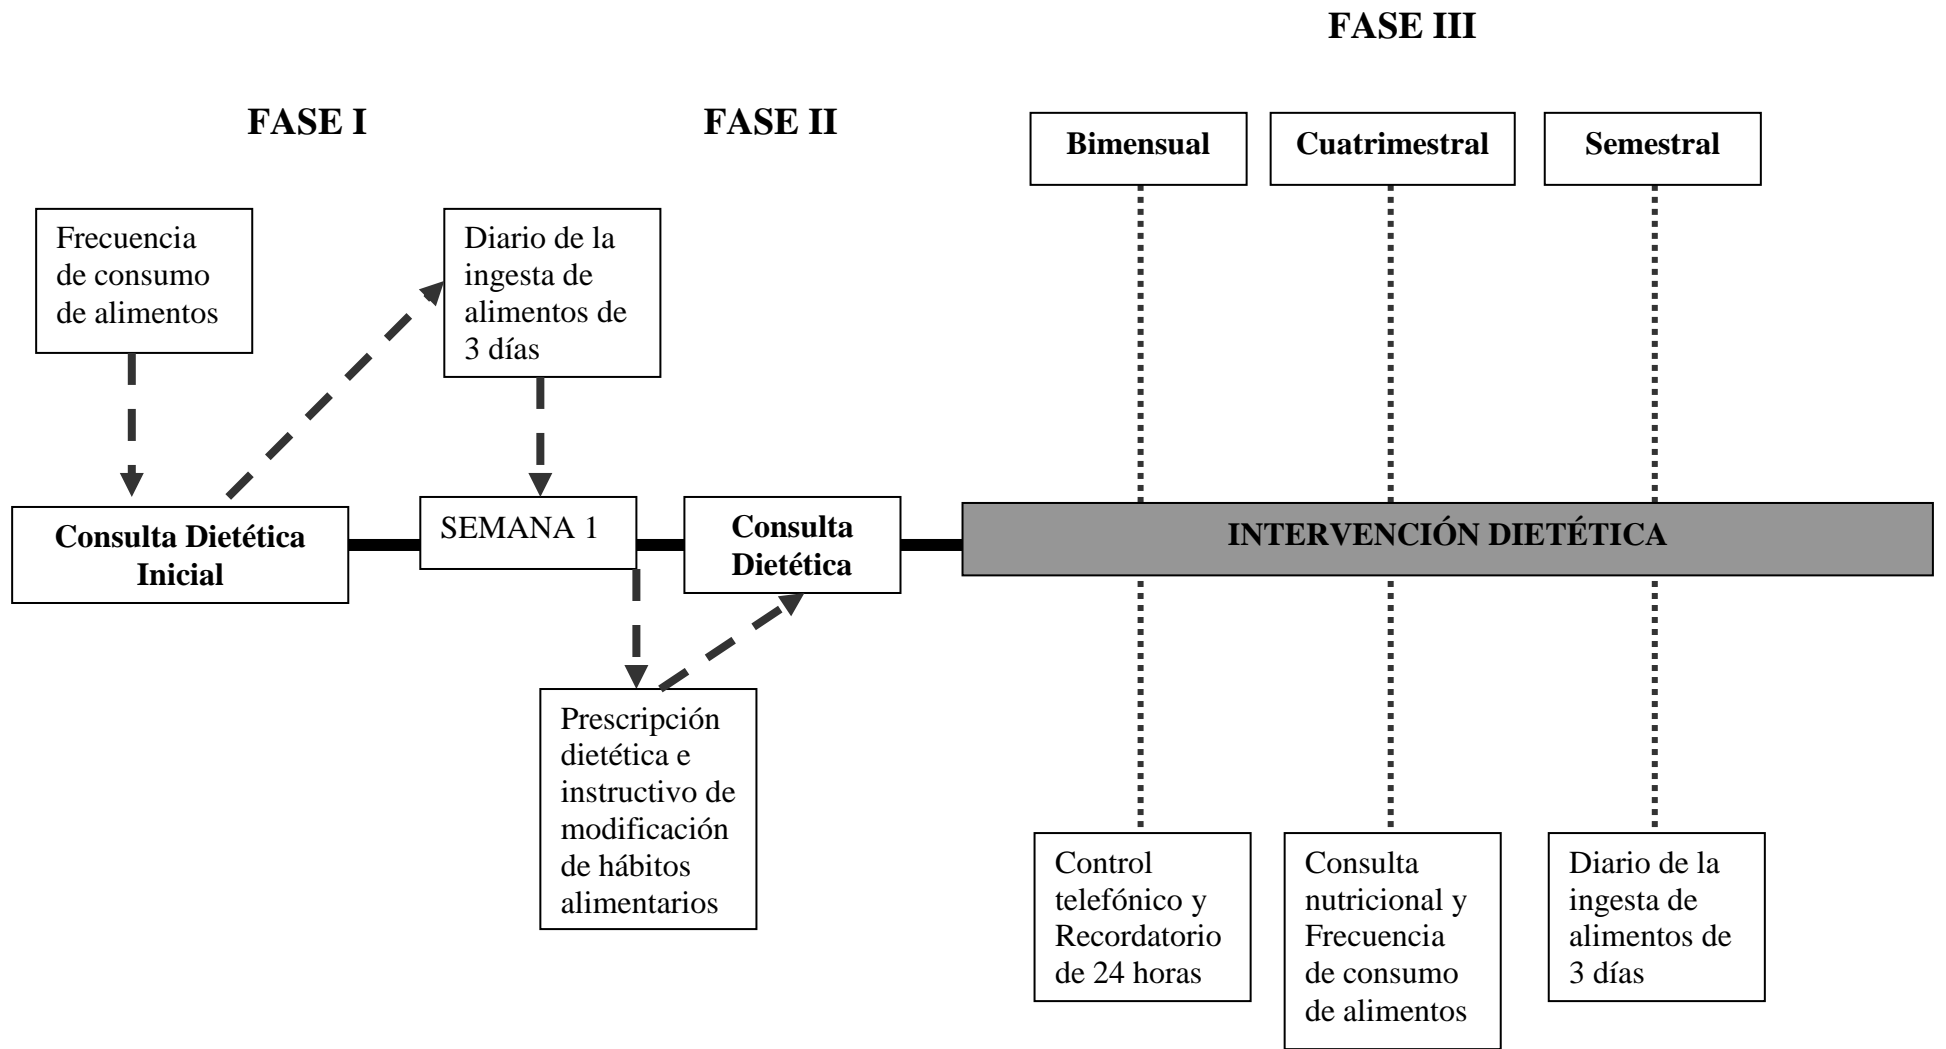 FASE III
FASE I
FASE II
Bimensual
Cuatrimestral
Semestral
Frecuencia
de consumo
de alimentos
Diario de la
ingesta de
alimentos de
3 días
Consulta Dietética
Inicial
SEMANA 1
Consulta
Dietética
INTERVENCIÓN DIETÉTICA
Prescripción
dietética e
instructivo de
modificación
de hábitos
alimentarios
Control
telefónico y
Recordatorio
de 24 horas
Consulta
nutricional y
Frecuencia
de consumo
de alimentos
Diario de la
ingesta de
alimentos de
3 días